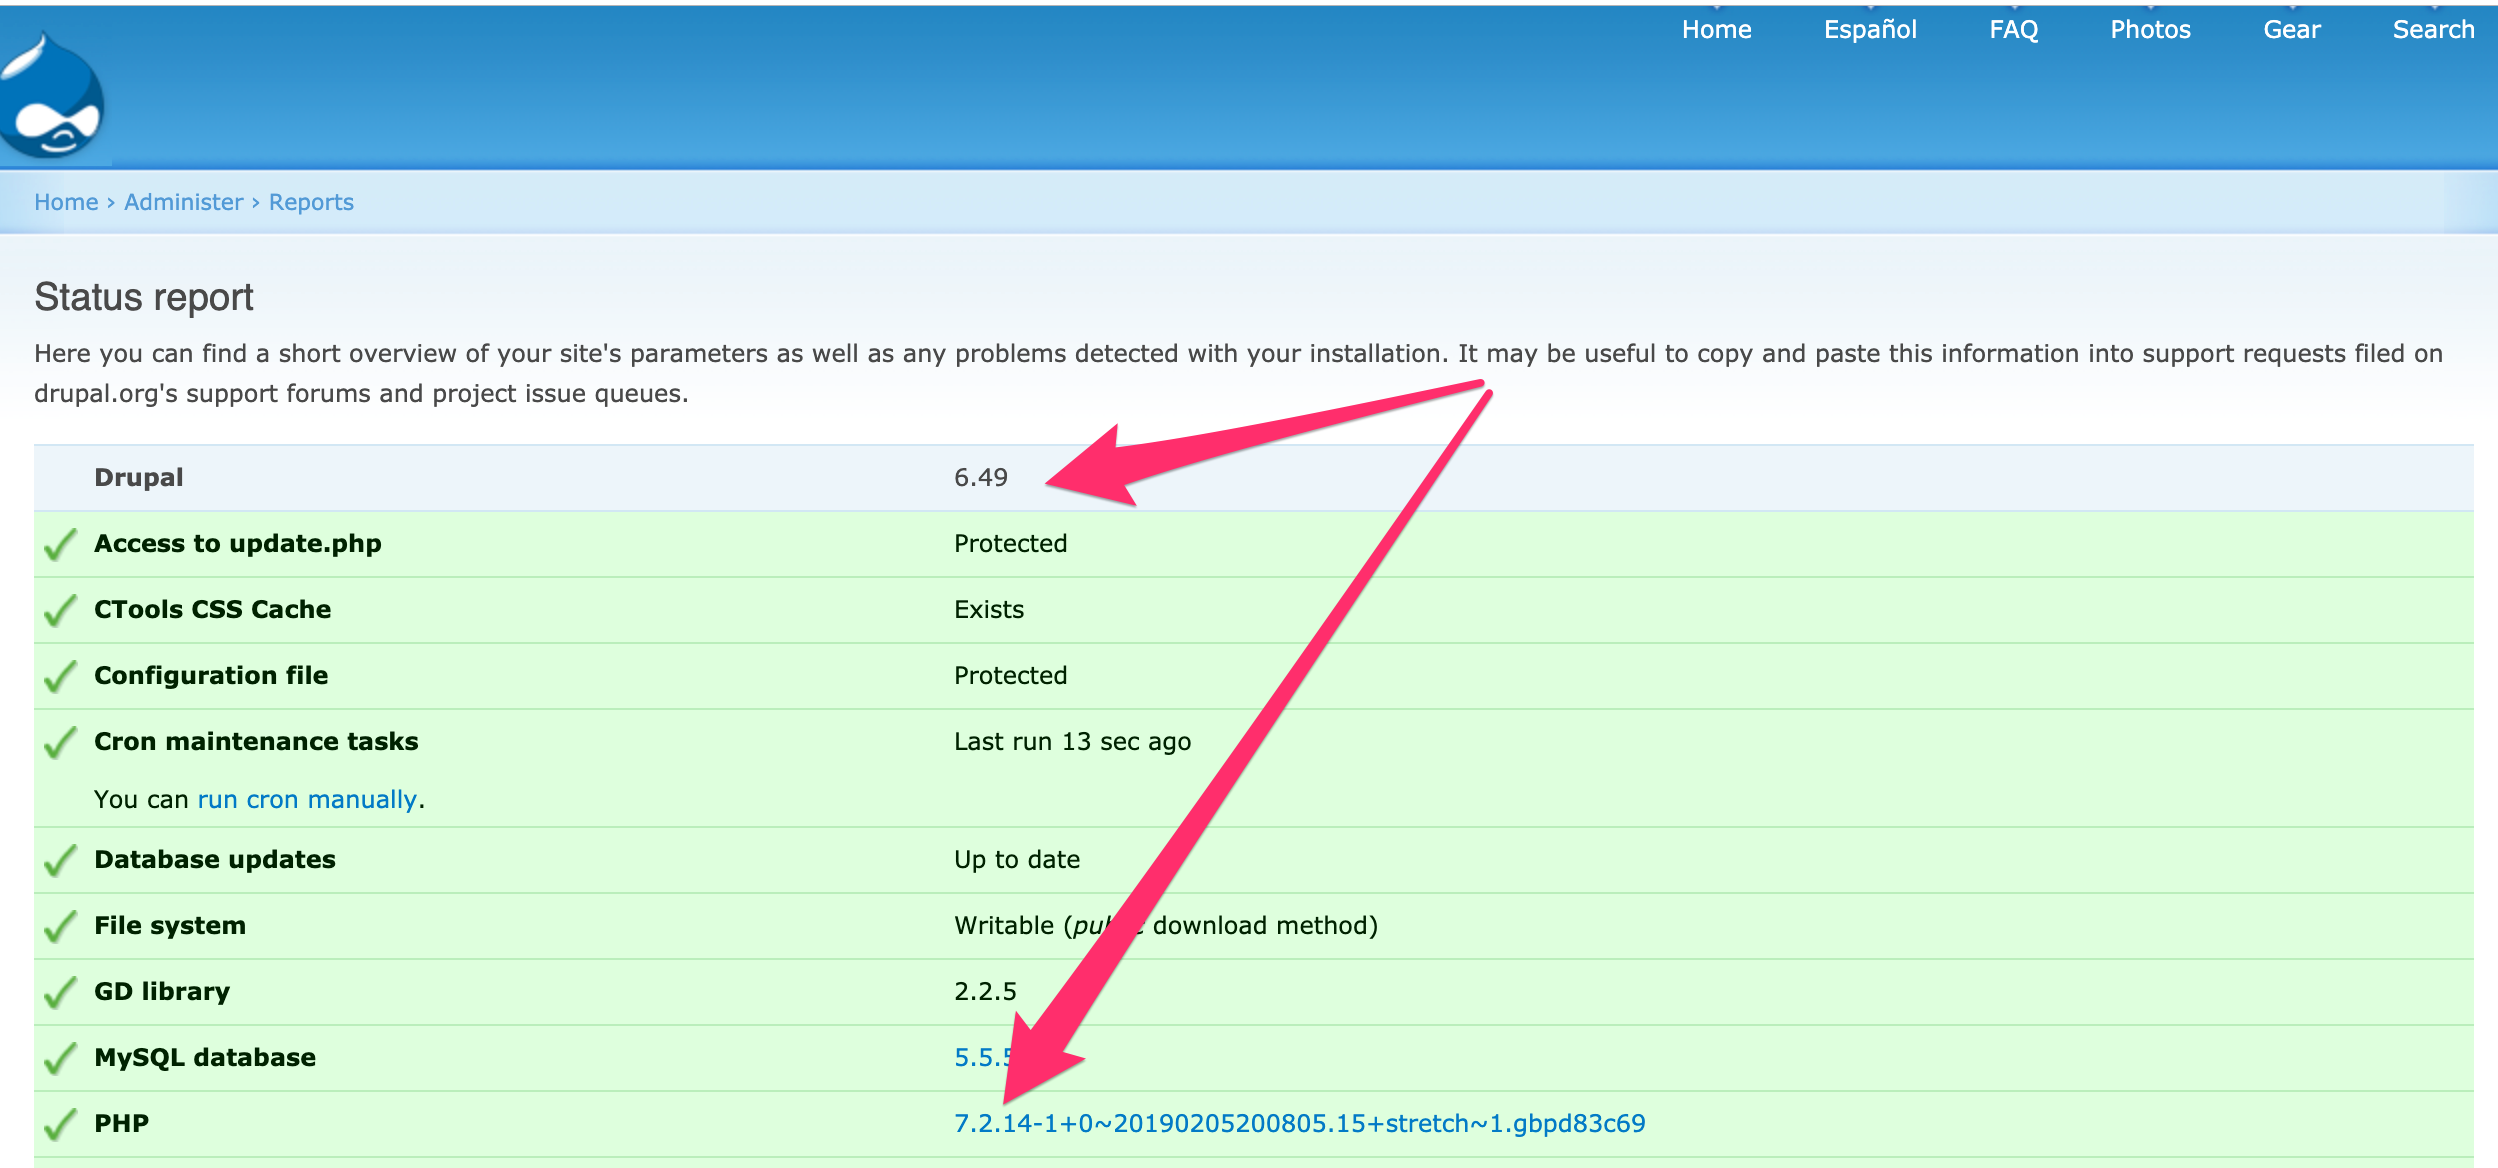 Home Español FAQ Photos Gear Search
Home › Administer › Reports
Status report
Here you can find a short overview of your site's parameters as well as any problems detected with your installation. It may be useful to copy and paste this information into support requests filed on
drupal.org's support forums and project issue queues.
Drupal 6.49
Access to update.php Protected
CTools CSS Cache Exists
Configuration file Protected
Cron maintenance tasks Last run 13 sec ago
You can run cron manually.
Database updates Up to date
File system Writable ( download method)
GD library 2.2.5
MySQL database 5.5.5
PHP 7.2.14-1+0~20190205200805.15+stretch~1.gbpd83c69